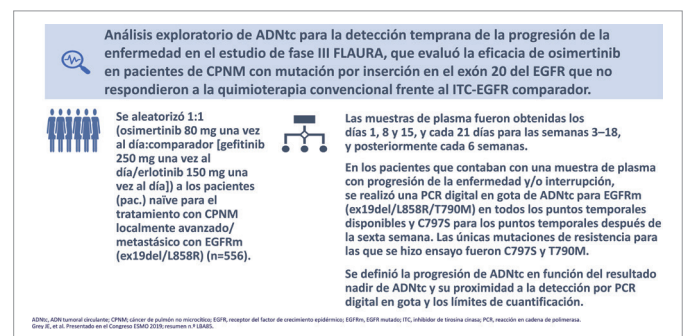 Análisis exploratorio de ADNtc para la detección temprana de la progresión de la
enfermedad en el estudio de fase III FLAURA, que evaluó la eficacia de osimertinib
en pacientes de CPNM con mutación por inserción en el exón 20 del EGFR que no
respondieron a la quimioterapia convencional frente al ITC-EGFR comparador.
Se aleatorizó 1:1
(osimertinib 80 mg una vez
al día:comparador [gefitinib
250 mg una vez al
día/erlotinib 150 mg una
vez al día]) a los pacientes
(pac.) naïve para el
tratamiento con CPNM
localmente avanzado/
metastásico con EGFRm
(ex19del/L858R) (n=556).
Las muestras de plasma fueron obtenidas los
días 1, 8 y 15, y cada 21 días para las semanas 3–18,
y posteriormente cada 6 semanas.
En los pacientes que contaban con una muestra de plasma
con progresión de la enfermedad y/o interrupción,
se realizó una PCR digital en gota de ADNtc para EGFRm
(ex19del/L858R/T790M) en todos los puntos temporales
disponibles y C797S para los puntos temporales después de
la sexta semana. Las únicas mutaciones de resistencia para
las que se hizo ensayo fueron C797S y T790M.
Se definió la progresión de ADNtc en función del resultado
nadir de ADNtc y su proximidad a la detección por PCR
digital en gota y los límites de cuantificación.
ADNtc, ADN tumoral circulante; CPNM; cáncer de pulmón no microcítico; EGFR, receptor del factor de crecimiento epidérmico; EGFRm, EGFR mutado; ITC, inhibidor de tirosina cinasa; PCR, reacción en cadena de polimerasa.
Grey JE, et al. Presentado en el Congreso ESMO 2019; resumen n.º LBA85.